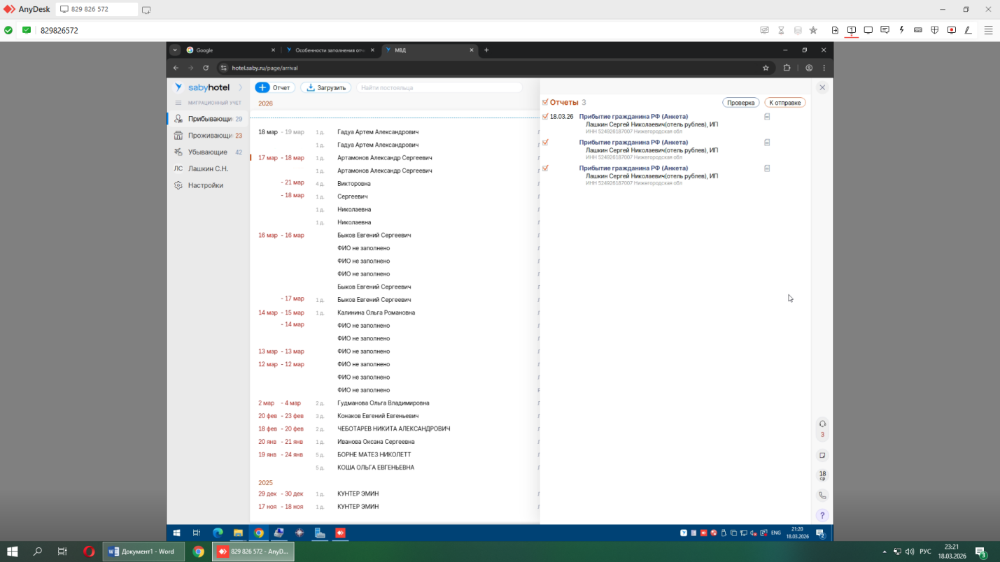 AnyDesk
829 826 572
829826572
1
Google
Особенности заполнения отч
МВД
hotel.saby.ru/page/arrival
sabyhotel
МИГРАЦИОННЫЙ УЧЕТ
Прибывающи 29
Проживающи 23
Убывающие 42
ЛС Лашкин С.Н.
Настройки
Отчет
Загрузить
Найти постояльца
2026
18 мар - 19 мар 1 д. Гадуа Артем Александрович
1 д. Гадуа Артем Александрович
17 мар - 18 мар 1 д. Артамонов Александр Сергеевич
1 д. Артамонов Александр Сергеевич
- 21 мар 4 д. Викторовна
- 18 мар 1 д. Сергеевич
1 д. Николаевна
1 д. Николаевна
16 мар - 16 мар Быков Евгений Сергеевич
ФИО не заполнено
ФИО не заполнено
ФИО не заполнено
Быков Евгений Сергеевич
- 17 мар 1 д. Быков Евгений Сергеевич
14 мар - 15 мар 1 д. Калинина Ольга Романовна
- 14 мар ФИО не заполнено
ФИО не заполнено
13 мар - 13 мар ФИО не заполнено
12 мар - 12 мар ФИО не заполнено
ФИО не заполнено
ФИО не заполнено
2 мар - 4 мар 2 д. Гудманова Ольга Владимировна
20 фев - 23 фев 3 д. Конаков Евгений Евгеньевич
18 фев - 20 фев 2 д. ЧЕБОТАРЕВ НИКИТА АЛЕКСАНДРОВИЧ
20 янв - 21 янв 1 д. Иванова Оксана Сергеевна
19 янв - 24 янв 5 д. БОРНЕ МАТЕЗ НИКОЛЕТТ
5 д. КОША ОЛЬГА ЕВГЕНЬЕВНА
2025
29 дек - 30 дек 1 д. КУНТЕР ЭМИН
17 ноя - 18 ноя 1 д. КУНТЕР ЭМИН
Отчеты 3
Проверка
К отправке
18.03.26 Прибытие гражданина РФ (Анкета)
Лашкин Сергей Николаевич(отель рублев), ИП
ИНН 524926187007 Нижегородская обл
Прибытие гражданина РФ (Анкета)
Лашкин Сергей Николаевич(отель рублев), ИП
ИНН 524926187007 Нижегородская обл
Прибытие гражданина РФ (Анкета)
Лашкин Сергей Николаевич(отель рублев), ИП
ИНН 524926187007 Нижегородская обл
3
18
ср
?
ENG
21:20
18.03.2026
2
Документ1 - Word
829 826 572 - AnyD...
РУС
23:21
18.03.2026
3